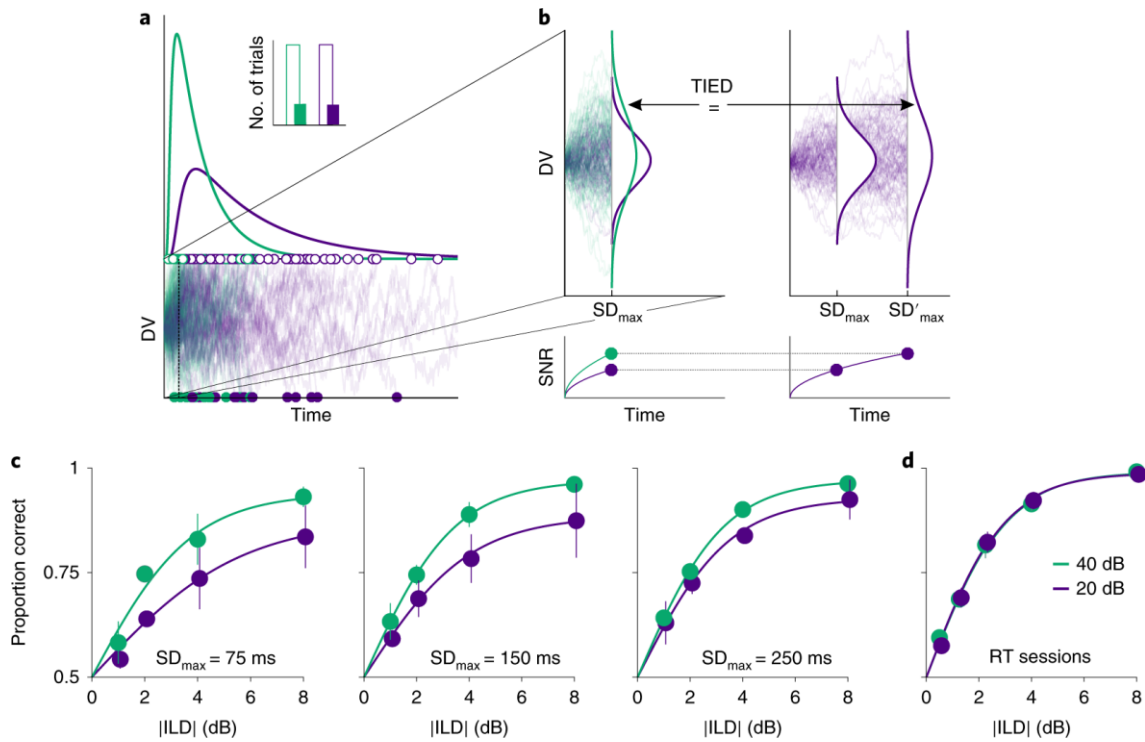 a
No. of trials
DV
Time
b
TIED
=
DV
SDmax
SDmax SD′max
SNR
Time
Time
c
d
Proportion correct
1
0.75
0.5
SDmax = 75 ms
SDmax = 150 ms
SDmax = 250 ms
40 dB
20 dB
RT sessions
0 2 4 6 8
0 2 4 6 8
0 2 4 6 8
0 2 4 6 8
|ILD| (dB)
|ILD| (dB)
|ILD| (dB)
|ILD| (dB)